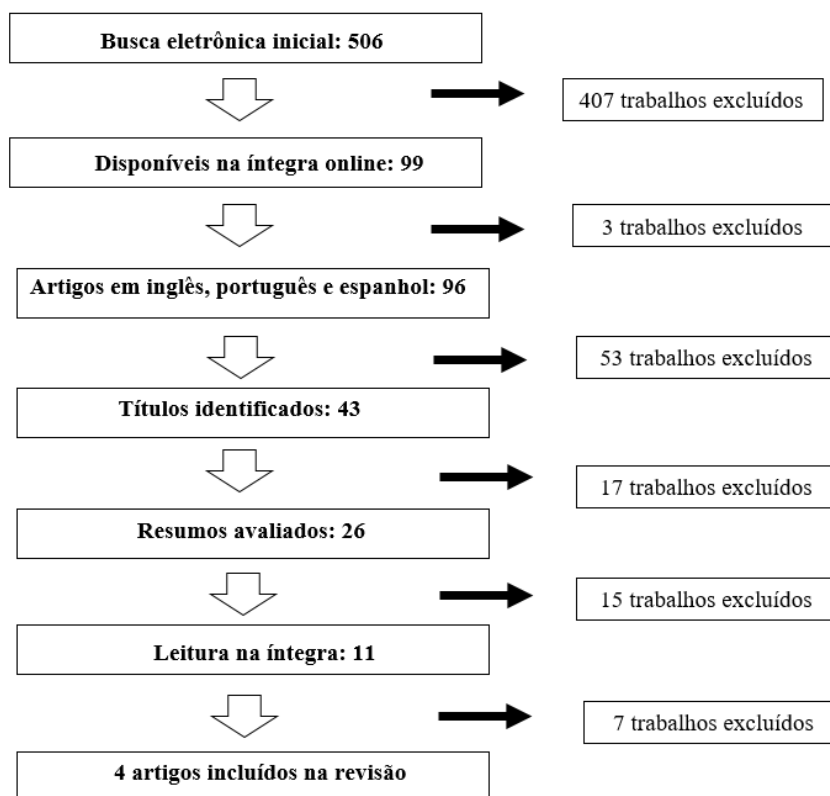 Busca eletrônica inicial: 506
407 trabalhos excluídos
Disponíveis na íntegra online: 99
3 trabalhos excluídos
Artigos em inglês, português e espanhol: 96
53 trabalhos excluídos
Títulos identificados: 43
17 trabalhos excluídos
Resumos avaliados: 26
15 trabalhos excluídos
Leitura na íntegra: 11
7 trabalhos excluídos
4 artigos incluídos na revisão